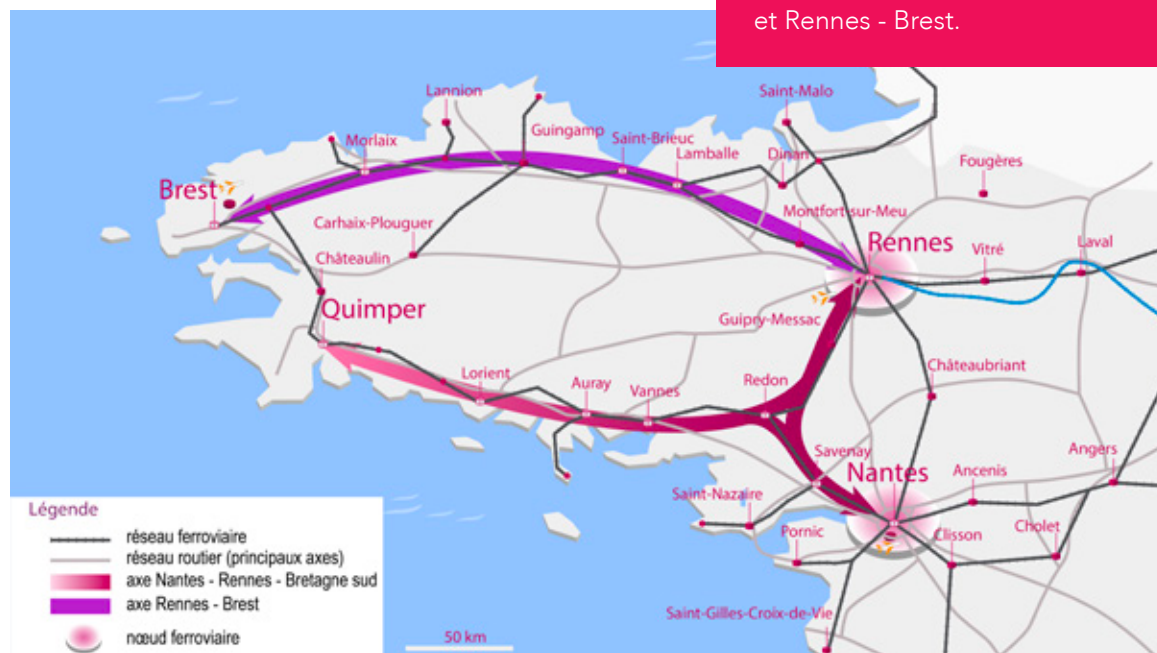 et Rennes - Brest.
Lannion
Saint-Malo
Morlaix
Guingamp
Saint-Brieuc
Lamballe
Dinan
Fougères
Brest
Carhaix-Plouguer
Montfort-sur-Meu
Rennes
Vitré
Laval
Châteaulin
Quimper
Guipry-Messac
Châteaubriant
Lorient
Auray
Vannes
Redon
Savenay
Nantes
Ancenis
Angers
Saint-Nazaire
Pornic
Clisson
Cholet
Saint-Gilles-Croix-de-Vie
Légende
réseau ferroviaire
réseau routier (principaux axes)
axe Nantes - Rennes - Bretagne sud
axe Rennes - Brest
nœud ferroviaire
50 km